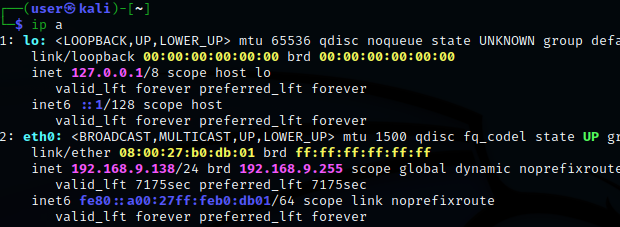 ┌──(user㉿kali)-[~]
└─$ ip a
1: lo: <LOOPBACK,UP,LOWER_UP> mtu 65536 qdisc noqueue state UNKNOWN group defa
link/loopback 00:00:00:00:00:00 brd 00:00:00:00:00:00
inet 127.0.0.1/8 scope host lo
valid_lft forever preferred_lft forever
inet6 ::1/128 scope host
valid_lft forever preferred_lft forever
2: eth0: <BROADCAST,MULTICAST,UP,LOWER_UP> mtu 1500 qdisc fq_codel state UP gr
link/ether 08:00:27:b0:db:01 brd ff:ff:ff:ff:ff:ff
inet 192.168.9.138/24 brd 192.168.9.255 scope global dynamic noprefixroute
valid_lft 7175sec preferred_lft 7175sec
inet6 fe80::a00:27ff:feb0:db01/64 scope link noprefixroute
valid_lft forever preferred_lft forever